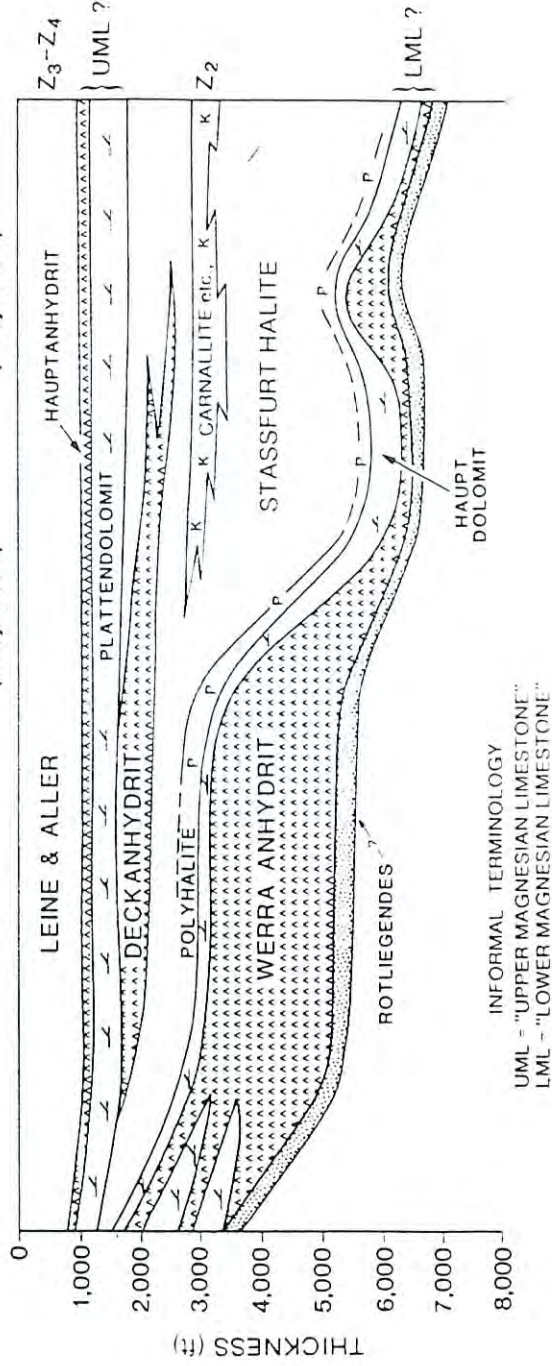 Z3-Z4
UML ?
Z2
LML ?
LEINE & ALLER
HAUPTANHYDRIT
PLATTENDOLOMIT
DECKANHYDRIT
K
K
K CARNALLITE etc., K
K
POLYHALITE
P
P
P
P
P
P
STASSFURT HALITE
WERRA ANHYDRIT
HAUPT
DOLOMIT
ROTLIEGENDES
?
0
1,000
2,000
3,000
4,000
5,000
6,000
7,000
8,000
THICKNESS (ft)
INFORMAL TERMINOLOGY
UML = "UPPER MAGNESIAN LIMESTONE"
LML - "LOWER MAGNESIAN LIMESTONE"